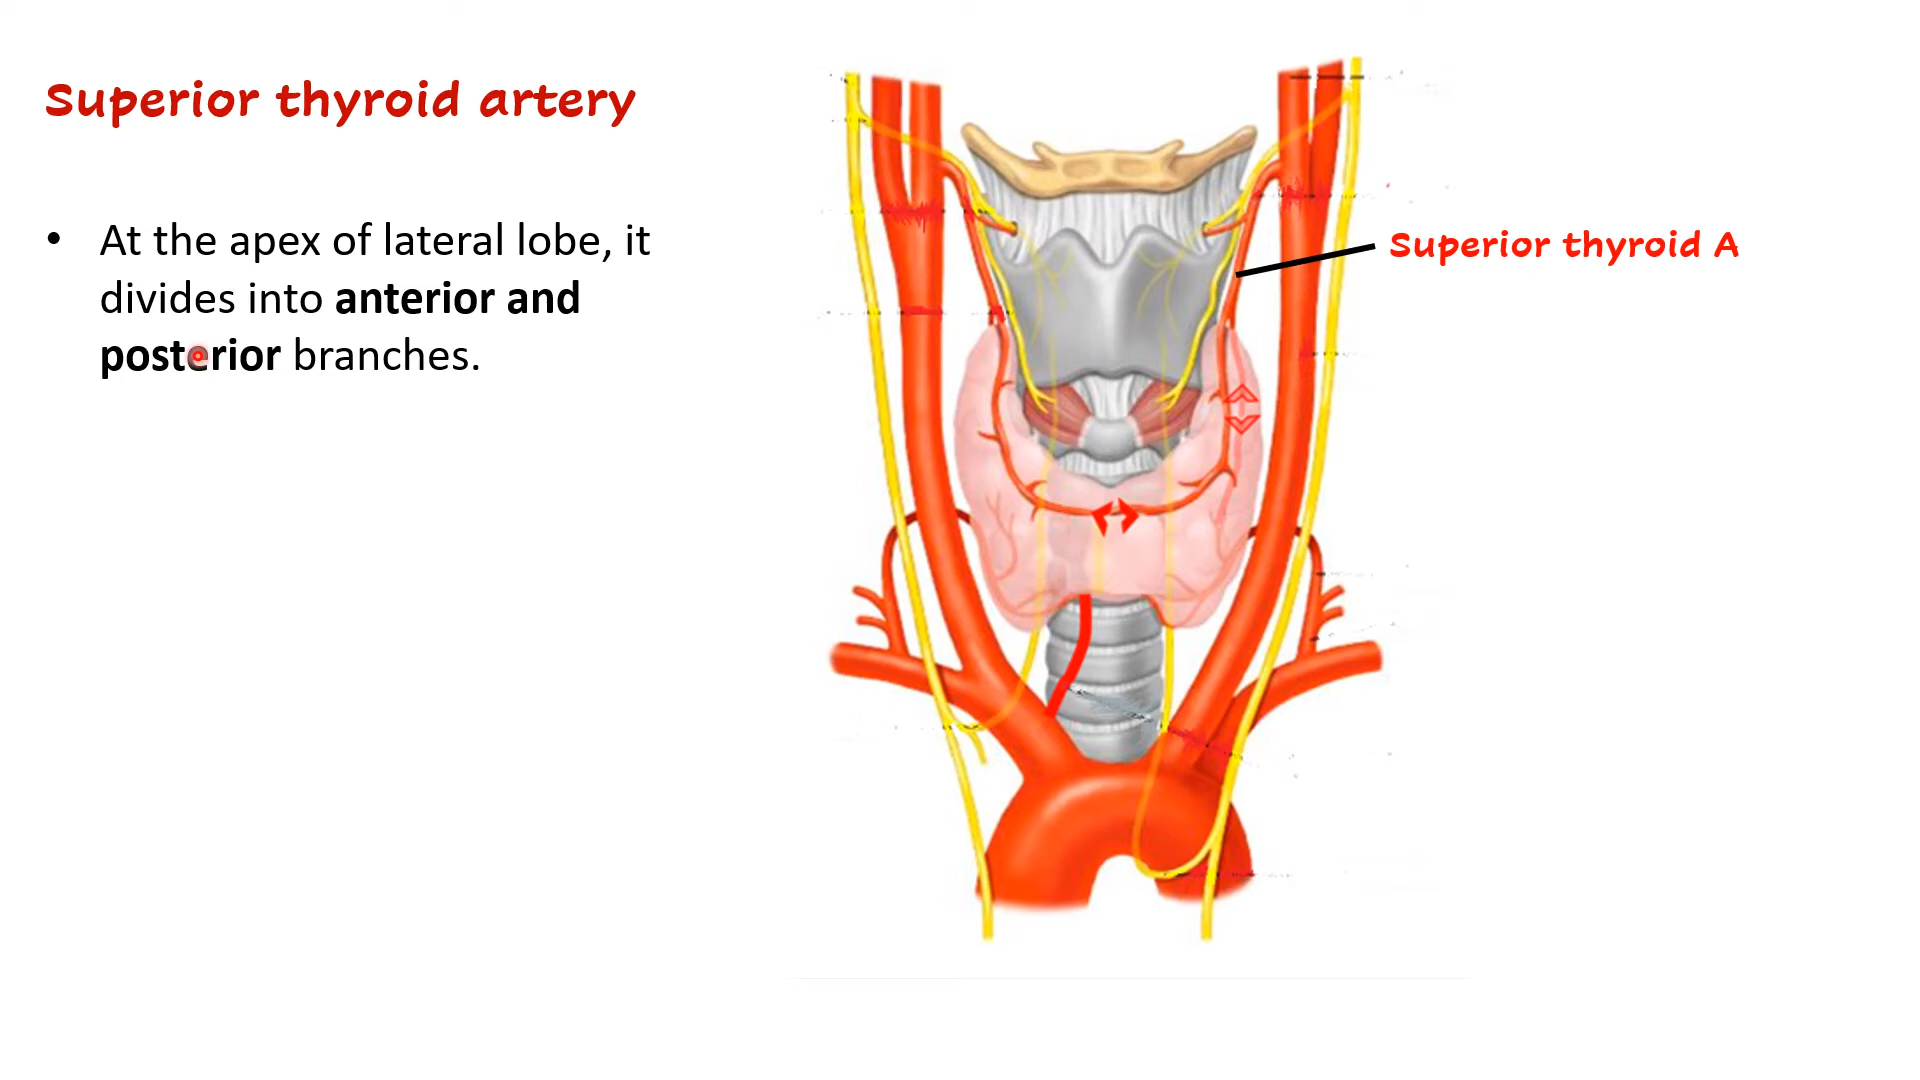 Superior thyroid artery
• At the apex of lateral lobe, it
divides into anterior and
posterior branches.
Superior thyroid A